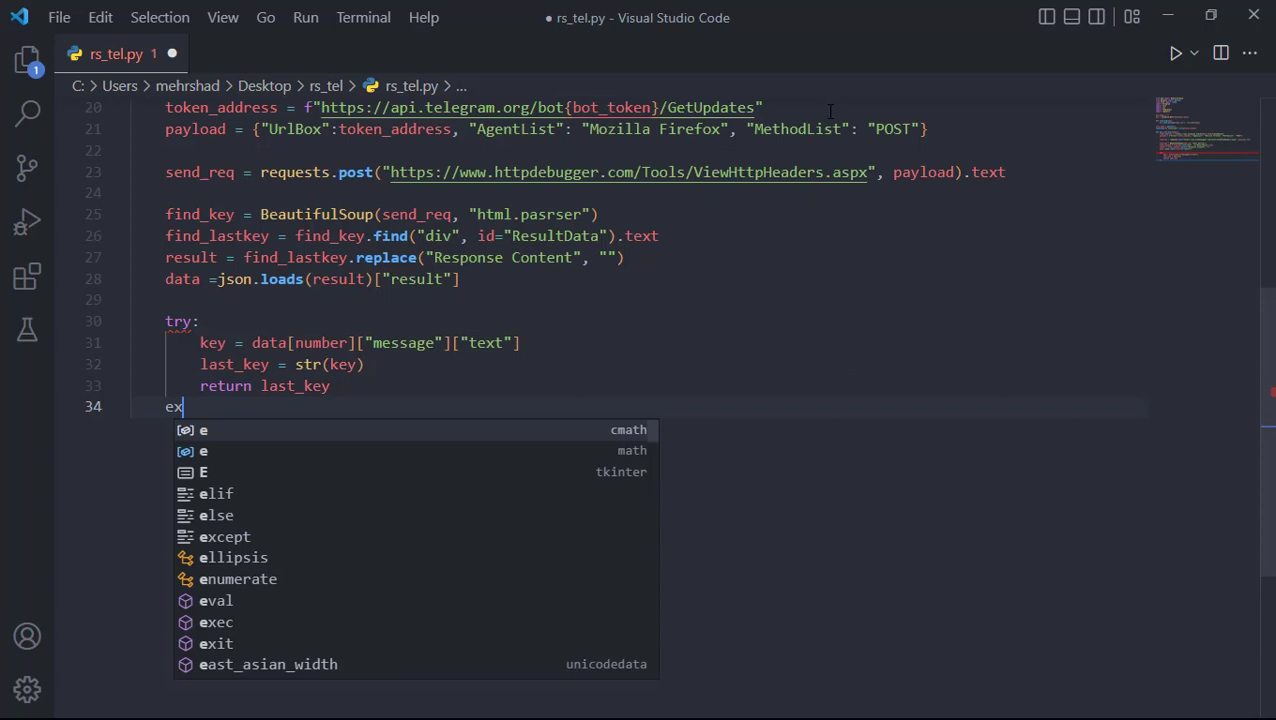 File Edit Selection View Go Run Terminal Help ● rs_tel.py - Visual Studio Code
1
rs_tel.py 1 ●
C: > Users > mehrshad > Desktop > rs_tel > rs_tel.py > ...
20 token_address = f"https://api.telegram.org/bot{bot_token}/GetUpdates"
21 payload = {"UrlBox":token_address, "AgentList": "Mozilla Firefox", "MethodList": "POST"}
22
23 send_req = requests.post("https://www.httpdebugger.com/Tools/ViewHttpHeaders.aspx", payload).text
24
25 find_key = BeautifulSoup(send_req, "html.pasrser")
26 find_lastkey = find_key.find("div", id="ResultData").text
27 result = find_lastkey.replace("Response Content", "")
28 data =json.loads(result)["result"]
29
30 try:
31 key = data[number]["message"]["text"]
32 last_key = str(key)
33 return last_key
34 ex
e cmath
e math
E tkinter
elif
else
except
ellipsis
enumerate
eval
exec
exit
east_asian_width unicodedata